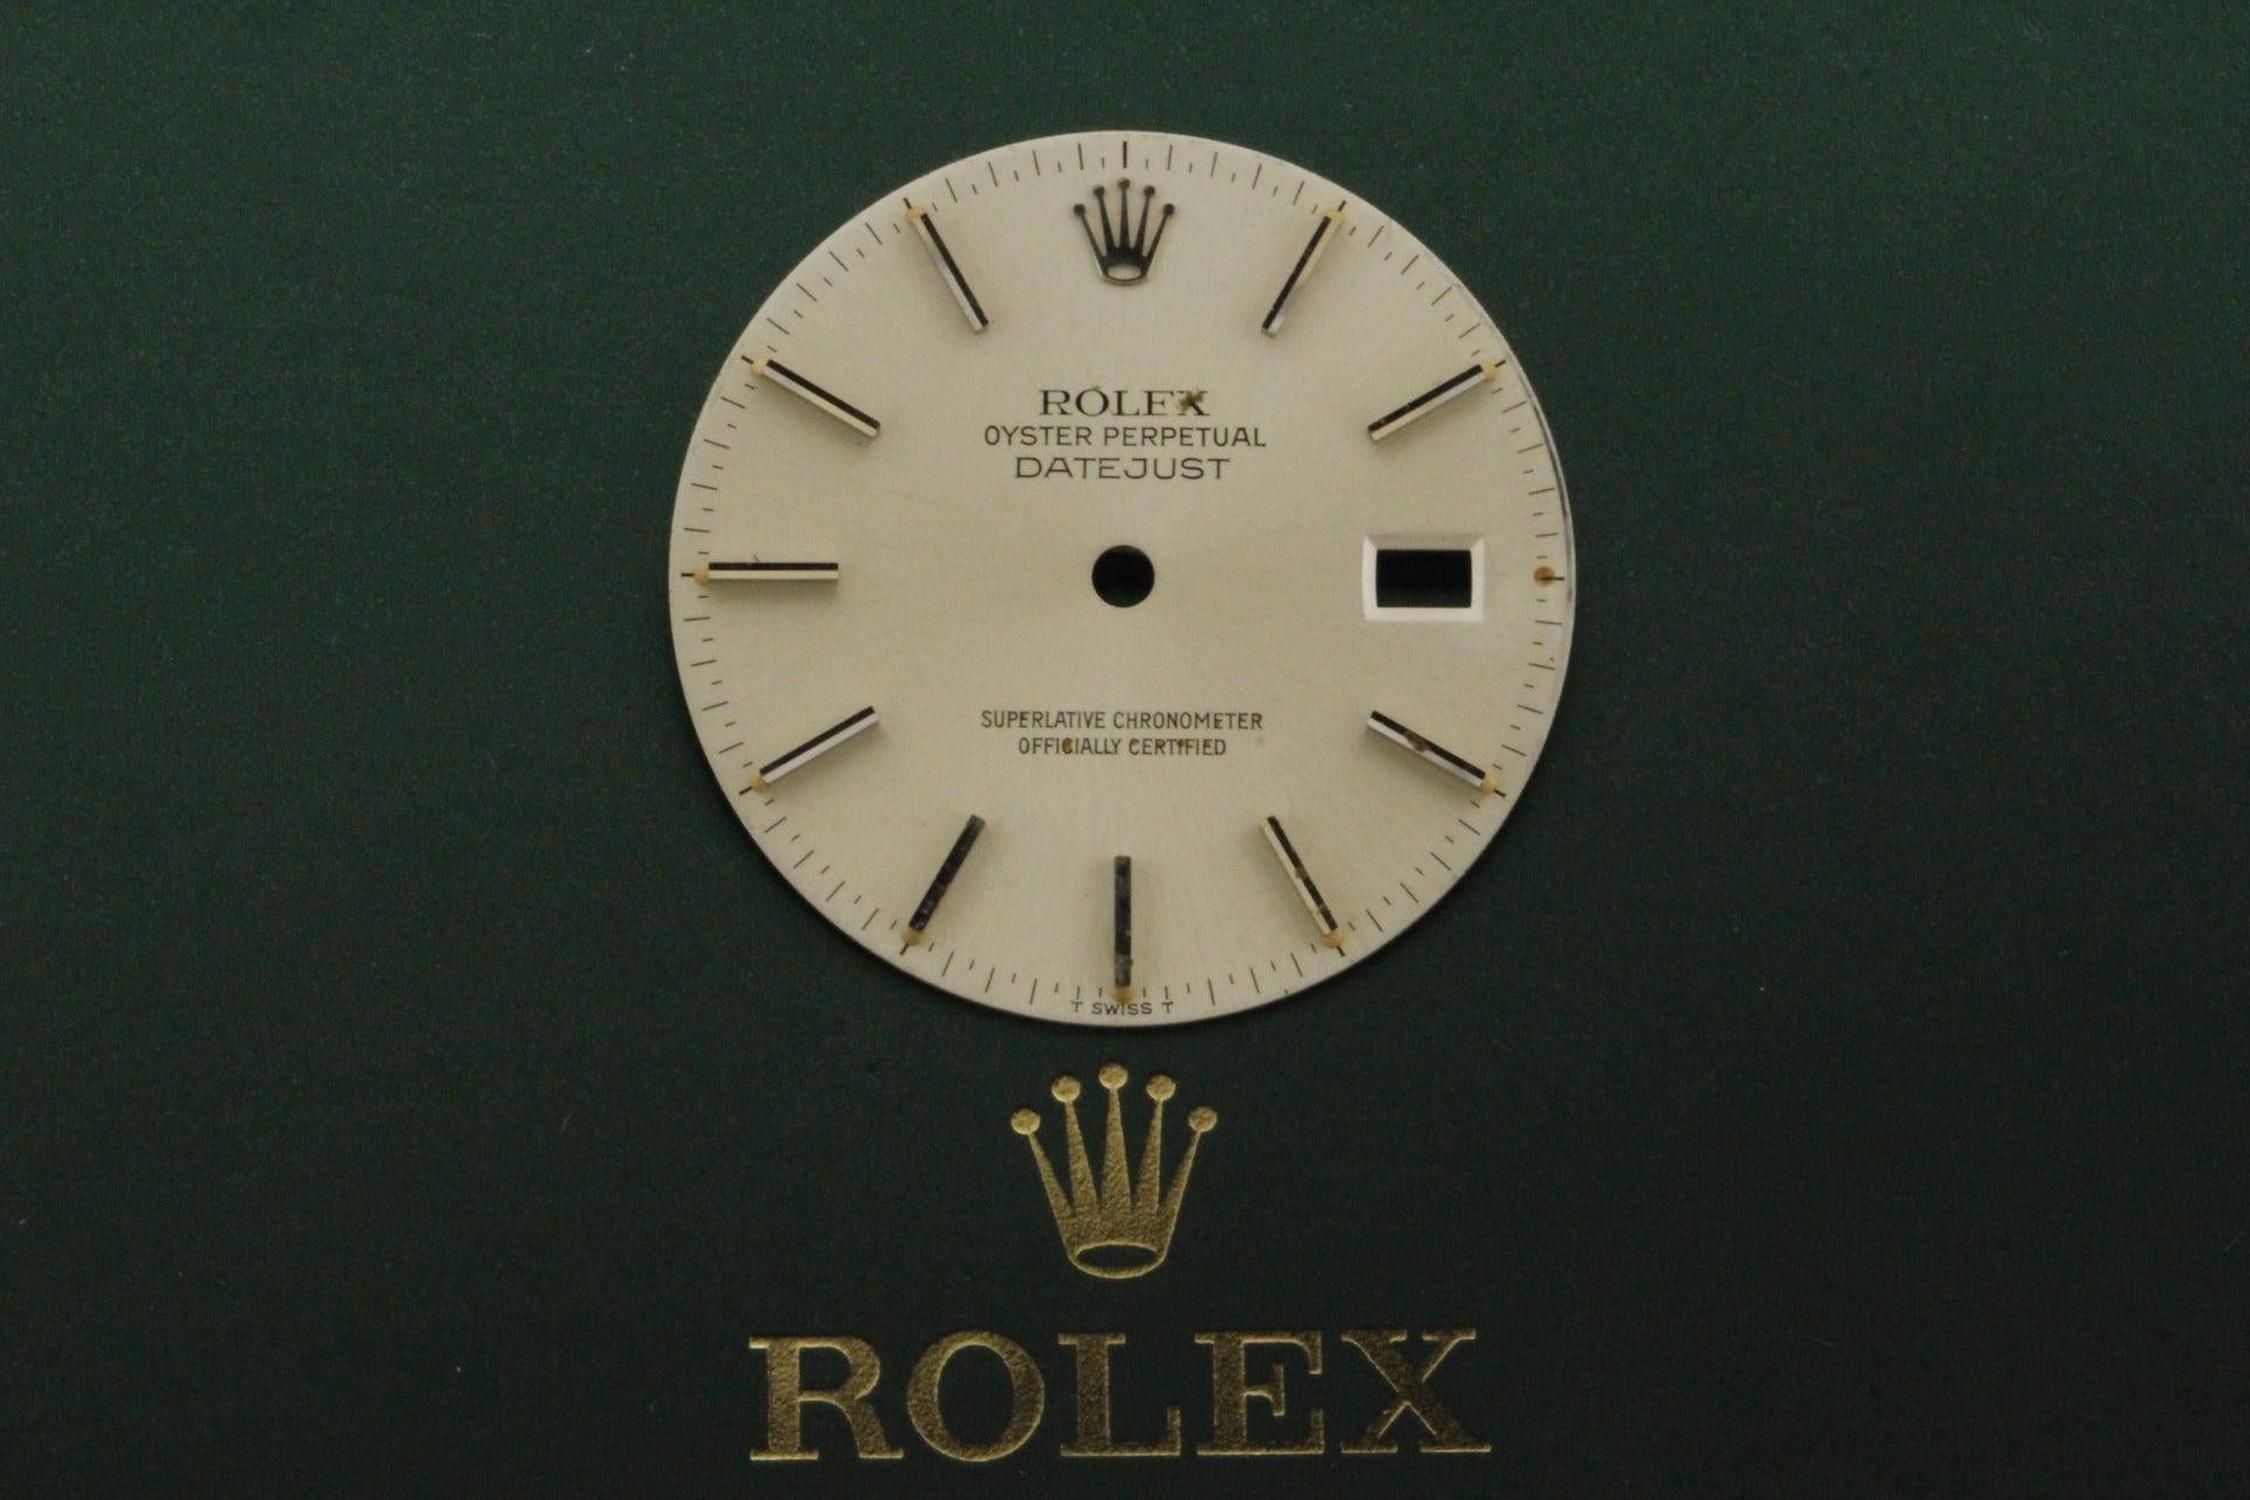 ROLEX
OYSTER PERPETUAL
DATEJUST
SUPERLATIVE CHRONOMETER
OFFICIALLY CERTIFIED
T SWISS T
ROLEX